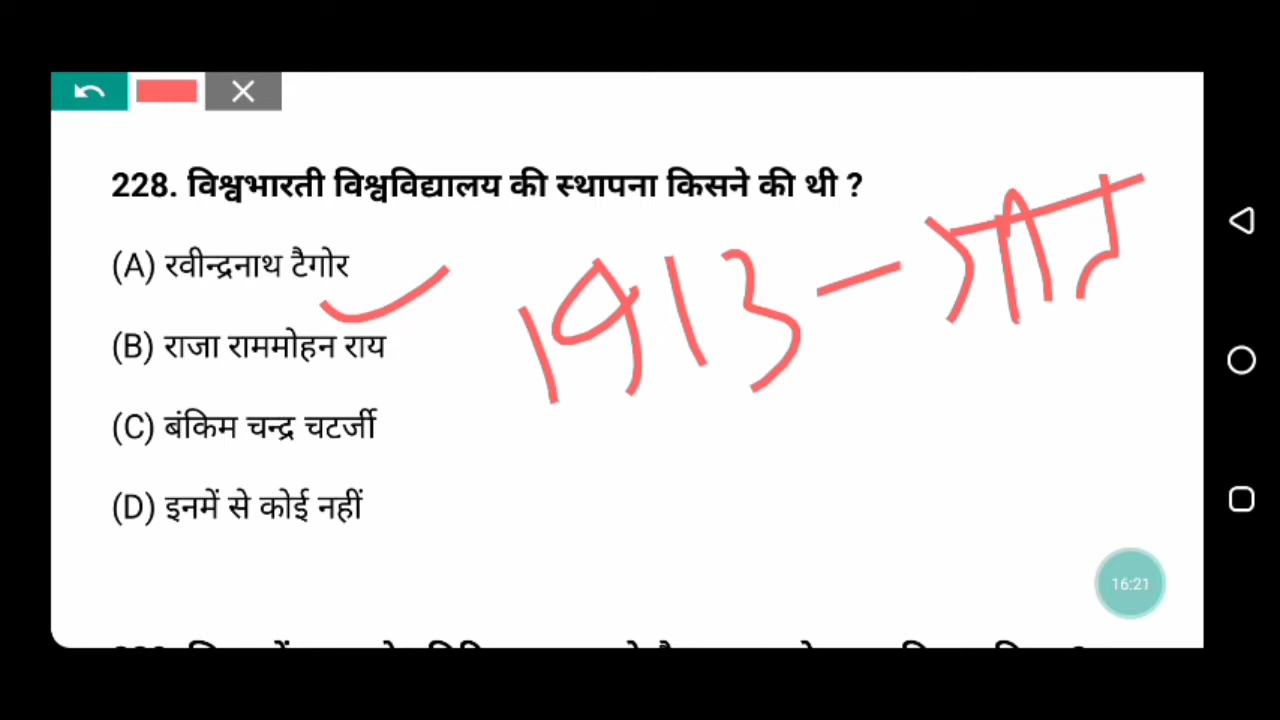 228. विश्वभारती विश्वविद्यालय की स्थापना किसने की थी ?
(A) रवीन्द्रनाथ टैगोर
1913 – गीत
(B) राजा राममोहन राय
(C) बंकिम चन्द्र चटर्जी
(D) इनमें से कोई नहीं
16:21